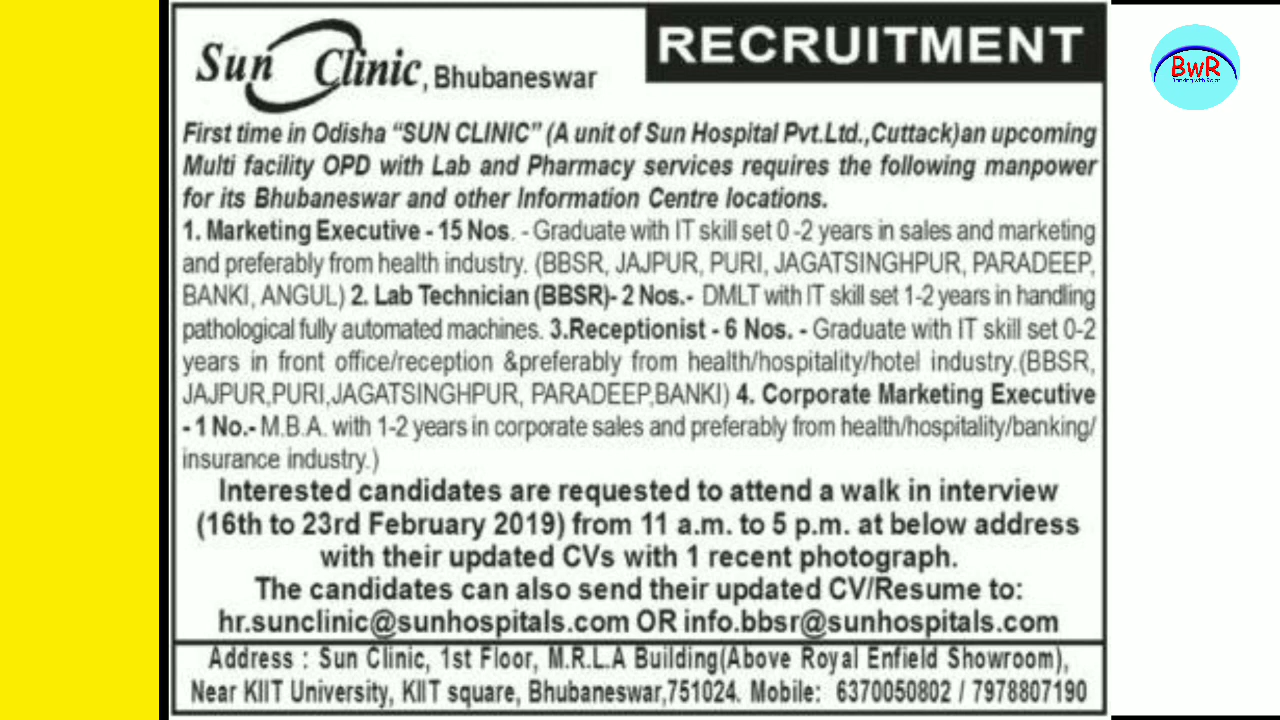 RECRUITMENT
Sun Clinic, Bhubaneswar
First time in Odisha “SUN CLINIC” (A unit of Sun Hospital Pvt.Ltd.,Cuttack)an upcoming
Multi facility OPD with Lab and Pharmacy services requires the following manpower
for its Bhubaneswar and other Information Centre locations.
1. Marketing Executive - 15 Nos. - Graduate with IT skill set 0 -2 years in sales and marketing
and preferably from health industry. (BBSR, JAJPUR, PURI, JAGATSINGHPUR, PARADEEP,
BANKI, ANGUL) 2. Lab Technician (BBSR)- 2 Nos.- DMLT with IT skill set 1-2 years in handling
pathological fully automated machines. 3.Receptionist - 6 Nos. - Graduate with IT skill set 0-2
years in front office/reception &preferably from health/hospitality/hotel industry.(BBSR,
JAJPUR,PURI,JAGATSINGHPUR, PARADEEP,BANKI) 4. Corporate Marketing Executive
- 1 No.- M.B.A. with 1-2 years in corporate sales and preferably from health/hospitality/banking/
insurance industry.)
Interested candidates are requested to attend a walk in interview
(16th to 23rd February 2019) from 11 a.m. to 5 p.m. at below address
with their updated CVs with 1 recent photograph.
The candidates can also send their updated CV/Resume to:
hr.sunclinic@sunhospitals.com OR info.bbsr@sunhospitals.com
Address : Sun Clinic, 1st Floor, M.R.L.A Building(Above Royal Enfield Showroom),
Near KIIT University, KIIT square, Bhubaneswar,751024. Mobile: 6370050802 / 7978807190
BWR